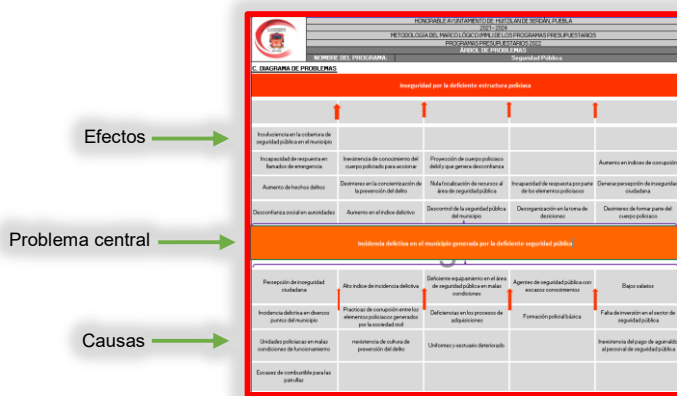 HONORABLE AYUNTAMIENTO DE HUITZILAN DE SERDÁN, PUEBLA
2021 - 2024
METODOLOGIA DEL MARCO LÓGICO (MML) DE LOS PROGRAMAS PRESUPUESTARIOS
PROGRAMAS PRESUPUESTARIOS 2022
ÁRBOL DE PROBLEMAS
NOMBRE DEL PROGRAMA: Seguridad Pública
C. DIAGRAMA DE PROBLEMAS
Inseguridad por la deficiente estructura policiaca
Efectos
Insuficiencia en la cobertura de
seguridad pública en el municipio
Incapacidad de respuesta en
llamados de emergencia
Inexistencia de conocimiento del
cuerpo policiado para accionar
Proyección de cuerpo policiaco
debil y que genera desconfianza
Aumento en indices de corrupción
Aumento de hechos delitos
Desinteres en la concientización de
la prevención del delito
Nula focalización de recursos al
área de seguridad pública
Incapacidad de respuesta por parte
de los elementos policiacos
Generar percepción de inseguridad
ciudadana
Desconfianza social en autoridades
Aumento en el indice delictivo
Descontrol de la seguridad pública
del municipio
Desorganización en la toma de
decisiones
Desinteres de formar parte del
cuerpo policiaco
Problema central
Incidencia delictiva en el municipio generada por la deficiente seguridad pública
Causas
Persepción de inseguridad
ciudadana
Alto indice de incidencia delictiva
Deficiente equipamiento en el área
de seguridad pública en malas
condiciones
Agentes de seguridad pública con
escasos conocimientos
Bajos salarios
Incidencia delictiva en diversos
puntos del municipio
Practicas de corrupción entre los
elementos policiacos generados
por la sociedad civil
Deficiencias en los procesos de
adquisiciones
Formación policial básica
Falta de inversión en el sector de
seguridad pública
Unidades policiacas en malas
condiciones de funcionamiento
nexistencia de cultura de
prevención del delito
Uniformes y vestuario deteriorado
Inexistencia del pago de aguinaldo
al personal de seguridad pública
Escasez de combustible para las
patrullas